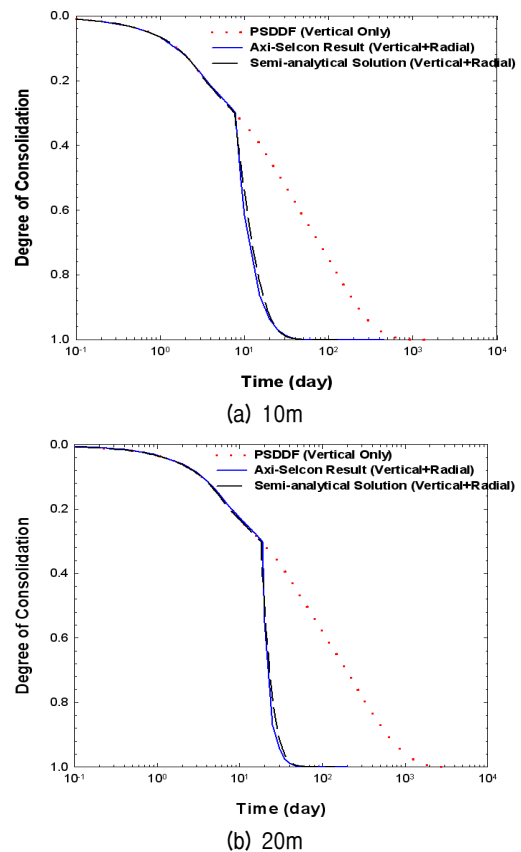 PSDDF (Vertical Only)
Axi-Selcon Result (Vertical+Radial)
Semi-analytical Solution (Vertical+Radial)
Degree of Consolidation
0.0
0.2
0.4
0.6
0.8
1.0
10-1
100
101
102
103
104
Time (day)
(a) 10m
PSDDF (Vertical Only)
Axi-Selcon Result (Vertical+Radial)
Semi-analytical Solution (Vertical+Radial)
Degree of Consolidation
0.0
0.2
0.4
0.6
0.8
1.0
10-1
100
101
102
103
104
Time (day)
(b) 20m